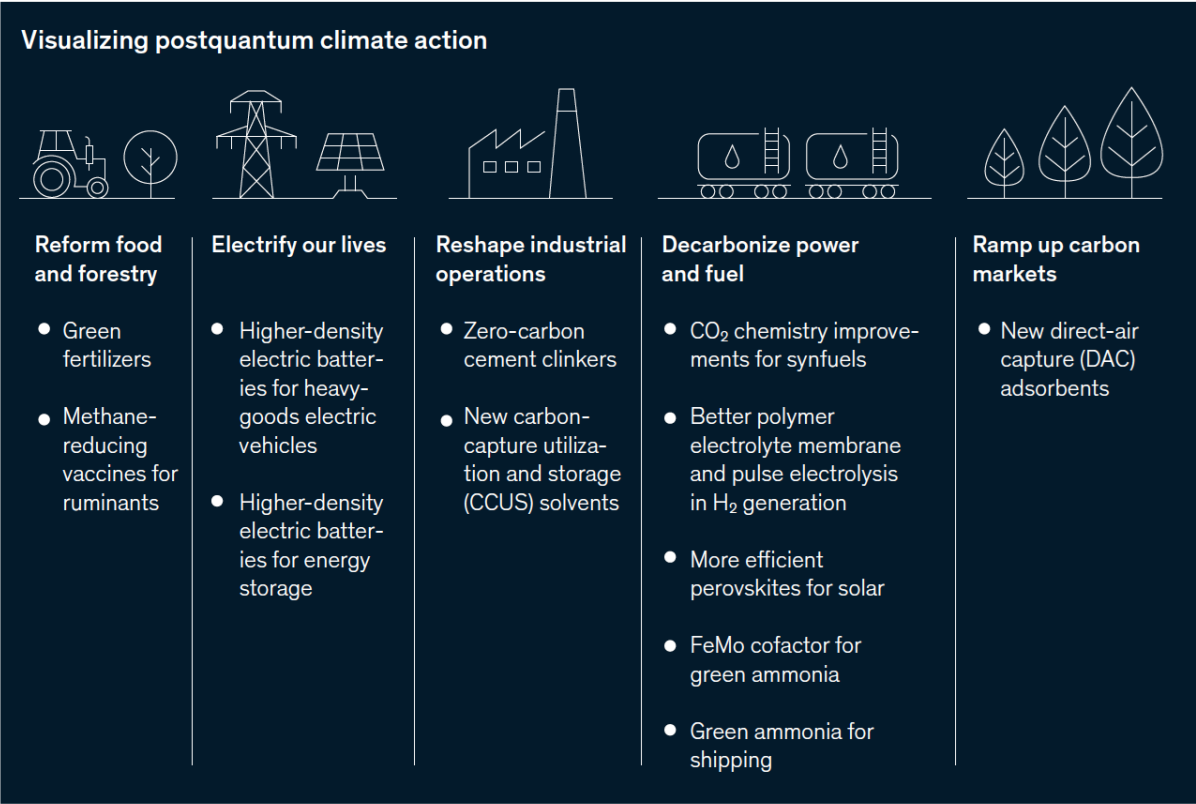 Visualizing postquantum climate action
Reform food
and forestry
Green
fertilizers
Methane-
reducing
vaccines for
ruminants
Electrify our lives
Higher-density
electric batter-
ies for heavy-
goods electric
vehicles
Higher-density
electric batter-
ies for energy
storage
Reshape industrial
operations
Zero-carbon
cement clinkers
New carbon-
capture utiliza-
tion and storage
(CCUS) solvents
Decarbonize power
and fuel
CO₂ chemistry improve-
ments for synfuels
Better polymer
electrolyte membrane
and pulse electrolysis
in H₂ generation
More efficient
perovskites for solar
FeMo cofactor for
green ammonia
Green ammonia for
shipping
Ramp up carbon
markets
New direct-air
capture (DAC)
adsorbents